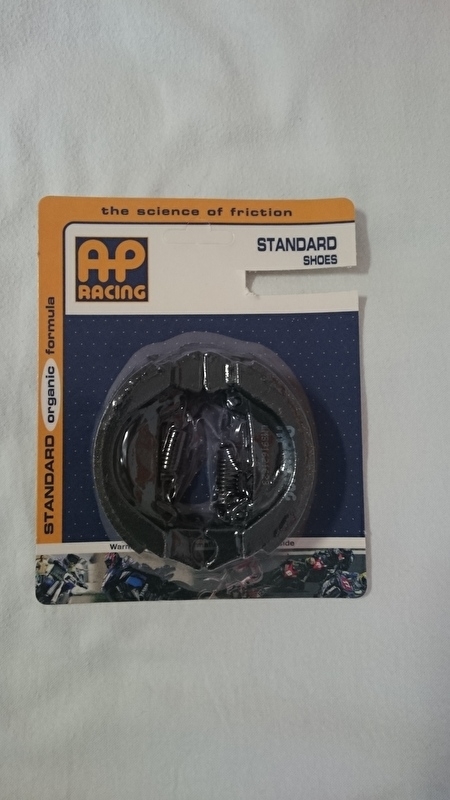 the science of friction
AP
RACING
STANDARD
SHOES
STANDARD organic formula